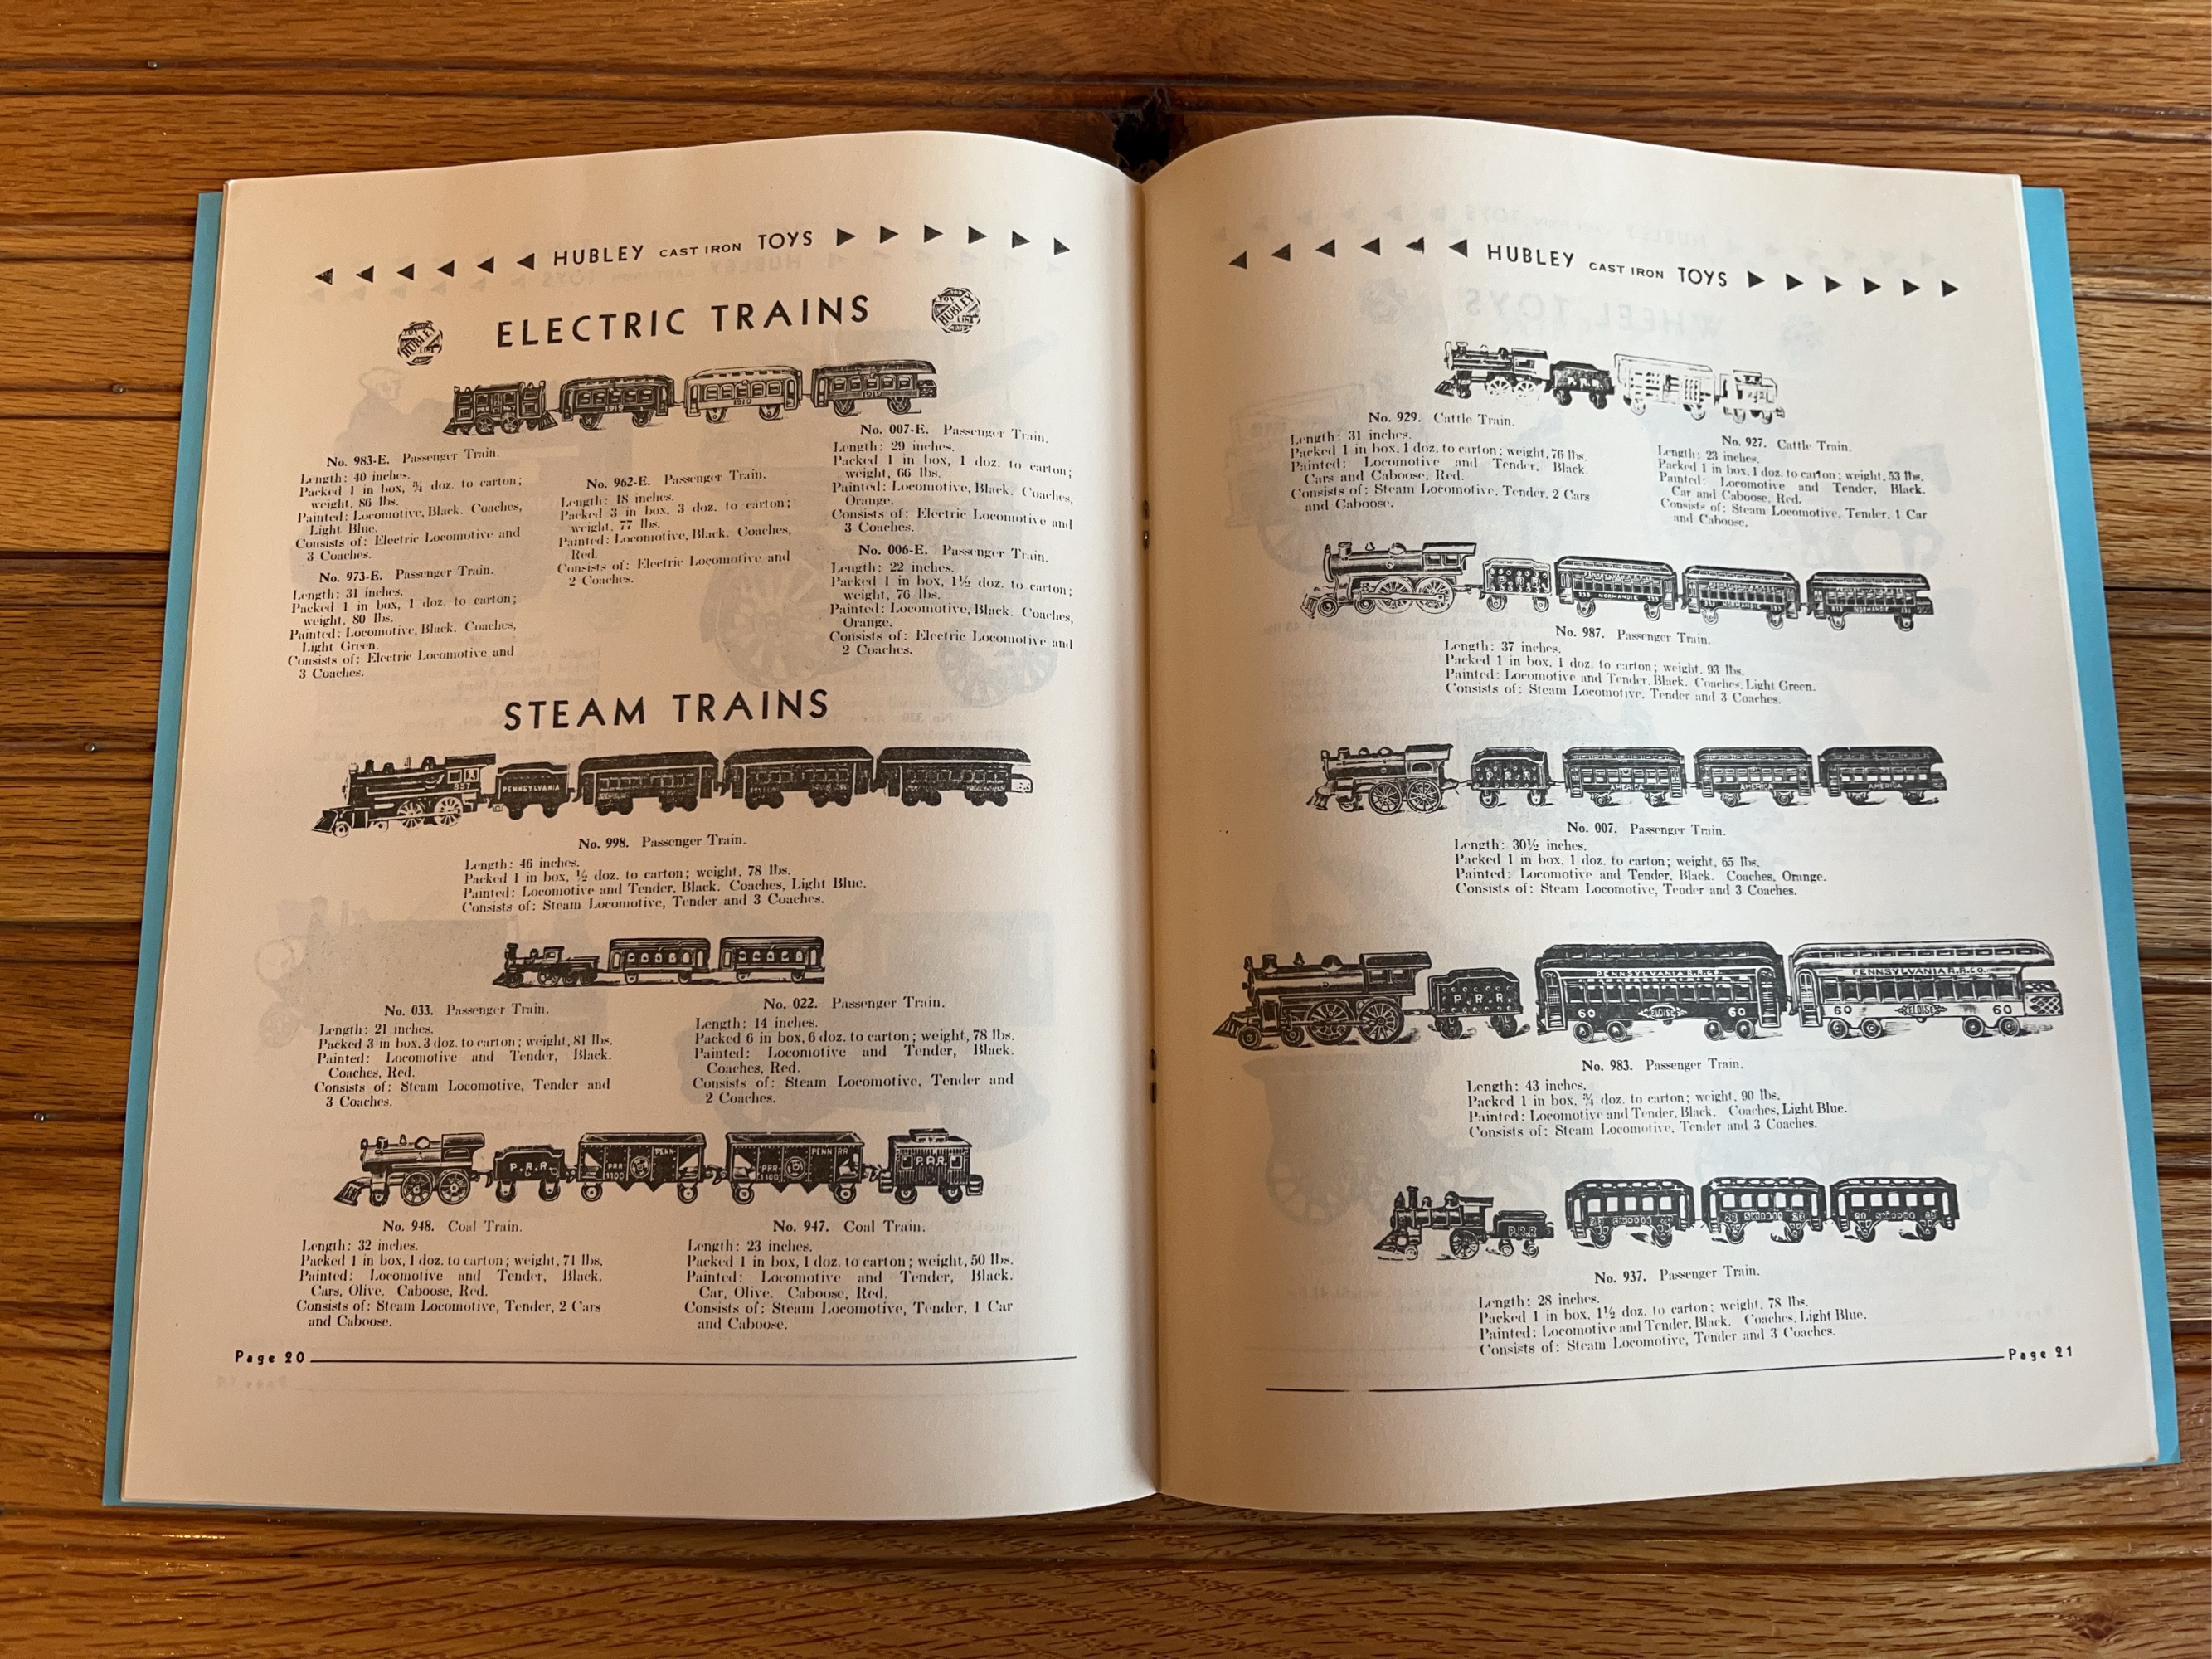 HUBLEY CAST IRON TOYS
ELECTRIC TRAINS
HUBLEY
HUBLEY
No. 983-E. Passenger Train.
Length: 40 inches.
Packed 1 in box, ¾ doz. to carton;
weight, 86 lbs.
Painted: Locomotive, Black. Coaches,
Light Blue.
Consists of: Electric Locomotive and
3 Coaches.
No. 973-E. Passenger Train.
Length: 31 inches.
Packed 1 in box, 1 doz. to carton;
weight, 80 lbs.
Painted: Locomotive, Black. Coaches,
Light Green.
Consists of: Electric Locomotive and
3 Coaches.
No. 962-E. Passenger Train.
Length: 18 inches.
Packed 3 in box, 3 doz. to carton;
weight, 77 lbs.
Painted: Locomotive, Black. Coaches,
Red.
Consists of: Electric Locomotive and
2 Coaches.
No. 007-E. Passenger Train.
Length: 29 inches.
Packed 1 in box, 1 doz. to carton;
weight, 66 lbs.
Painted: Locomotive, Black. Coaches,
Orange.
Consists of: Electric Locomotive and
3 Coaches.
No. 006-E. Passenger Train.
Length: 22 inches.
Packed 1 in box, 1½ doz. to carton;
weight, 76 lbs.
Painted: Locomotive, Black. Coaches,
Orange.
Consists of: Electric Locomotive and
2 Coaches.
STEAM TRAINS
857
PENNSYLVANIA
No. 998. Passenger Train.
Length: 46 inches.
Packed 1 in box, ½ doz. to carton; weight, 78 lbs.
Painted: Locomotive and Tender, Black. Coaches, Light Blue.
Consists of: Steam Locomotive, Tender and 3 Coaches.
No. 033. Passenger Train.
Length: 21 inches.
Packed 3 in box, 3 doz. to carton; weight, 81 lbs.
Painted: Locomotive and Tender, Black.
Coaches, Red.
Consists of: Steam Locomotive, Tender and
3 Coaches.
No. 022. Passenger Train.
Length: 14 inches.
Packed 6 in box, 6 doz. to carton; weight, 78 lbs.
Painted: Locomotive and Tender, Black.
Coaches, Red.
Consists of: Steam Locomotive, Tender and
2 Coaches.
P.R.R
PRR
1100
PENN
PRR
1100
PENN RR
P.RR.
No. 948. Coal Train.
Length: 32 inches.
Packed 1 in box, 1 doz. to carton; weight, 71 lbs.
Painted: Locomotive and Tender, Black.
Cars, Olive. Caboose, Red.
Consists of: Steam Locomotive, Tender, 2 Cars
and Caboose.
No. 947. Coal Train.
Length: 23 inches.
Packed 1 in box, 1 doz. to carton; weight, 50 lbs.
Painted: Locomotive and Tender, Black.
Car, Olive. Caboose, Red.
Consists of: Steam Locomotive, Tender, 1 Car
and Caboose.
Page 20
HUBLEY CAST IRON TOYS
No. 929. Cattle Train.
Length: 31 inches.
Packed 1 in box, 1 doz. to carton; weight, 76 lbs.
Painted: Locomotive and Tender, Black.
Cars and Caboose, Red.
Consists of: Steam Locomotive, Tender, 2 Cars
and Caboose.
No. 927. Cattle Train.
Length: 23 inches.
Packed 1 in box, 1 doz. to carton; weight, 53 lbs.
Painted: Locomotive and Tender, Black.
Car and Caboose, Red.
Consists of: Steam Locomotive, Tender, 1 Car
and Caboose.
NORMANDIE
NORMANDIE
NORMANDIE
No. 987. Passenger Train.
Length: 37 inches.
Packed 1 in box, 1 doz. to carton; weight, 93 lbs.
Painted: Locomotive and Tender, Black. Coaches, Light Green.
Consists of: Steam Locomotive, Tender and 3 Coaches.
P.R.R
AMERICA
AMERICA
AMERICA
No. 007. Passenger Train.
Length: 30½ inches.
Packed 1 in box, 1 doz. to carton; weight, 65 lbs.
Painted: Locomotive and Tender, Black. Coaches, Orange.
Consists of: Steam Locomotive, Tender and 3 Coaches.
P.R.R
PENNSYLVANIA R.R.CO.
60 ELOISE 60
PENNSYLVANIA R.R.CO.
60 ELOISE 60
No. 983. Passenger Train.
Length: 43 inches.
Packed 1 in box, ¾ doz. to carton; weight, 90 lbs.
Painted: Locomotive and Tender, Black. Coaches, Light Blue.
Consists of: Steam Locomotive, Tender and 3 Coaches.
P.R.R
No. 937. Passenger Train.
Length: 28 inches.
Packed 1 in box, 1½ doz. to carton; weight, 78 lbs.
Painted: Locomotive and Tender, Black. Coaches, Light Blue.
Consists of: Steam Locomotive, Tender and 3 Coaches.
Page 21